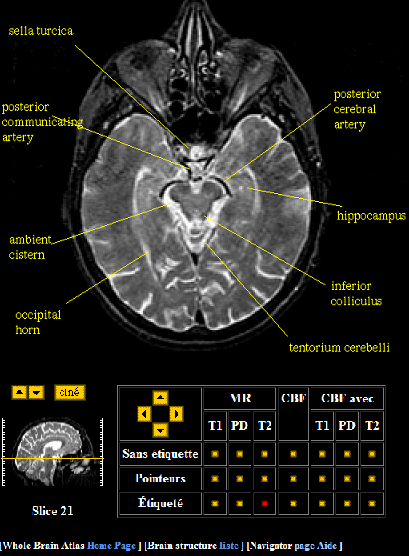 sella turcica
posterior
communicating
artery
posterior
cerebral
artery
hippocampus
ambient
cistern
inferior
colliculus
occipital
horn
tentorium cerebelli
ciné
MR CBF CBF avec
T1 PD T2 T1 PD T2
Sans etiquette
Pointeurs
Étiqueté
Slice 21
[Whole Brain Atlas Home Page ] [Brain structure liste ] [Navigator page Aide ]